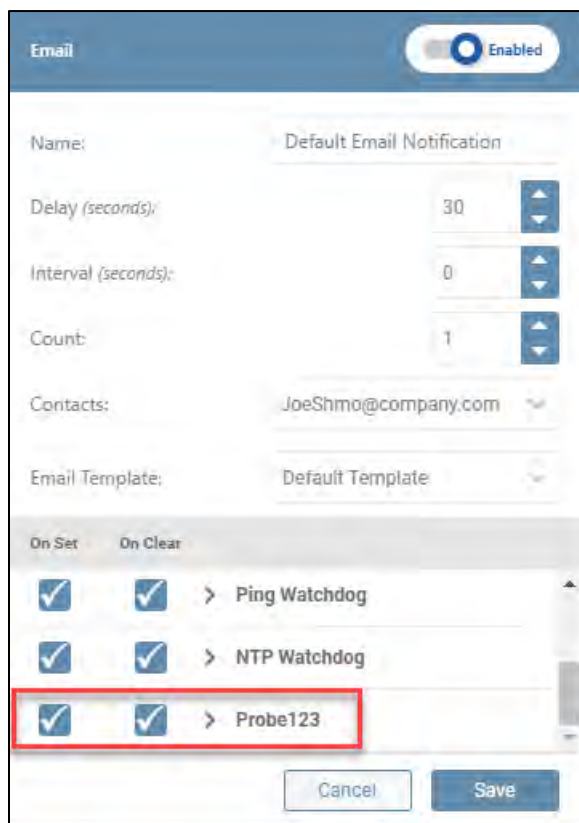 Email Enabled
Name: Default Email Notification
Delay (seconds): 30
Interval (seconds): 0
Count: 1
Contacts: JoeShmo@company.com
Email Template: Default Template
On Set On Clear
Ping Watchdog
NTP Watchdog
Probe123
Cancel Save